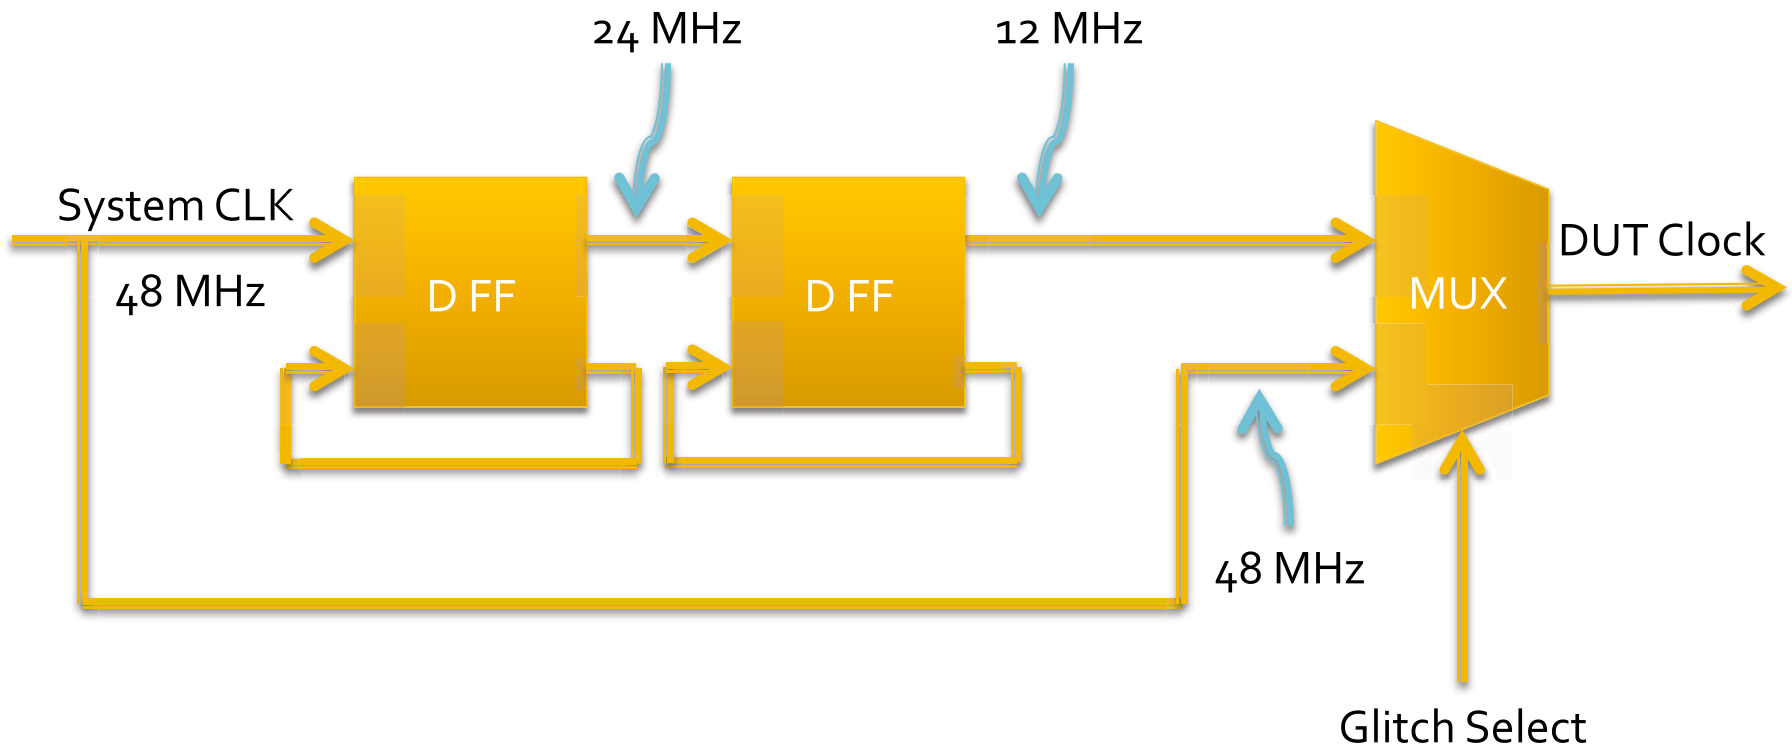 24 MHz
12 MHz
System CLK
48 MHz
D FF
D FF
MUX
DUT Clock
48 MHz
Glitch Select